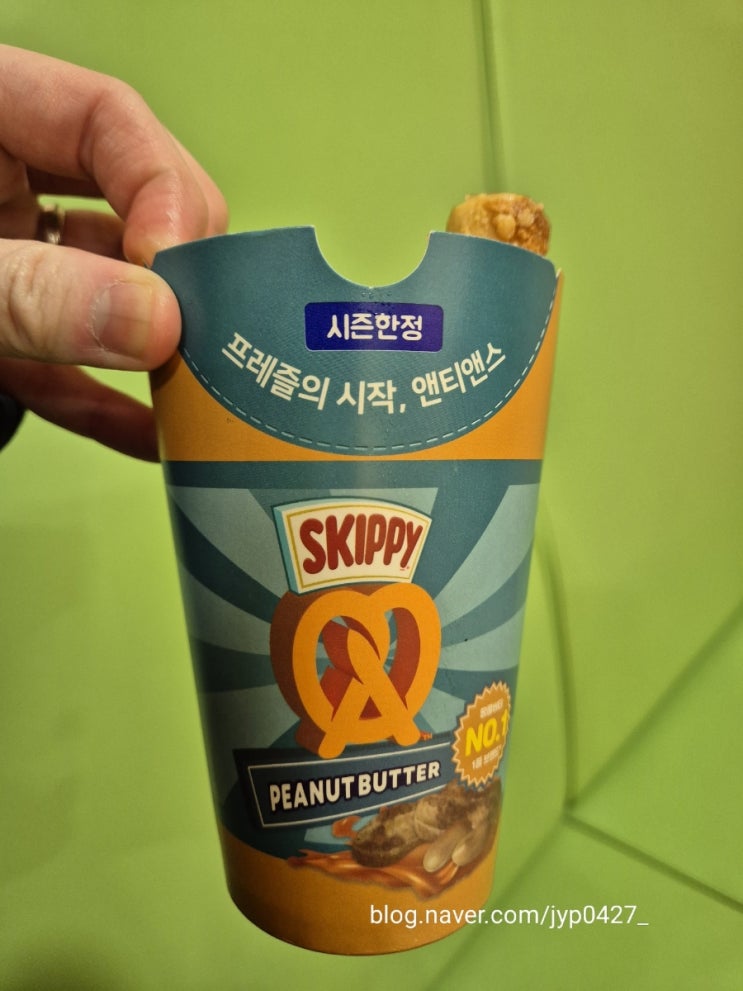 시즌한정
프레즐의 시작, 앤티앤스
SKIPPY
PEANUT BUTTER
NO.1
blog.naver.com/jyp0427_